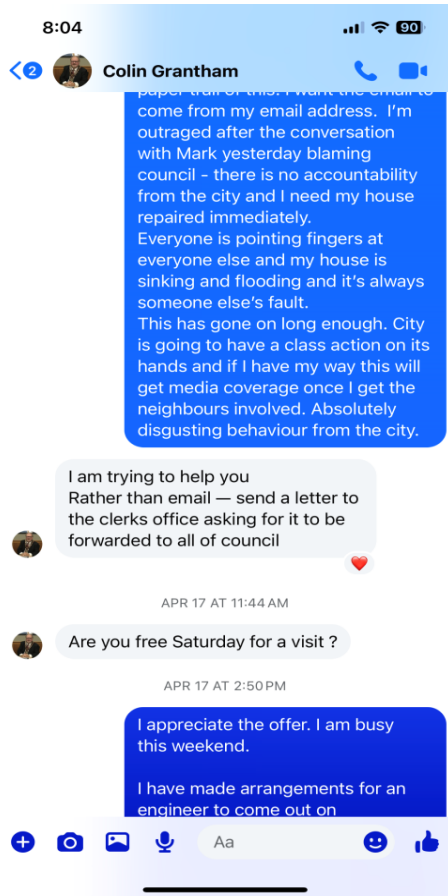 8:04
90
2
Colin Grantham
paper trail of this. I want the email to
come from my email address.  I'm
outraged after the conversation
with Mark yesterday blaming
council - there is no accountability
from the city and I need my house
repaired immediately.
Everyone is pointing fingers at
everyone else and my house is
sinking and flooding and it's always
someone else's fault.
This has gone on long enough. City
is going to have a class action on its
hands and if I have my way this will
get media coverage once I get the
neighbours involved. Absolutely
disgusting behaviour from the city.
I am trying to help you
Rather than email — send a letter to
the clerks office asking for it to be
forwarded to all of council
APR 17 AT 11:44 AM
Are you free Saturday for a visit ?
APR 17 AT 2:50 PM
I appreciate the offer. I am busy
this weekend.
I have made arrangements for an
engineer to come out on
Aa